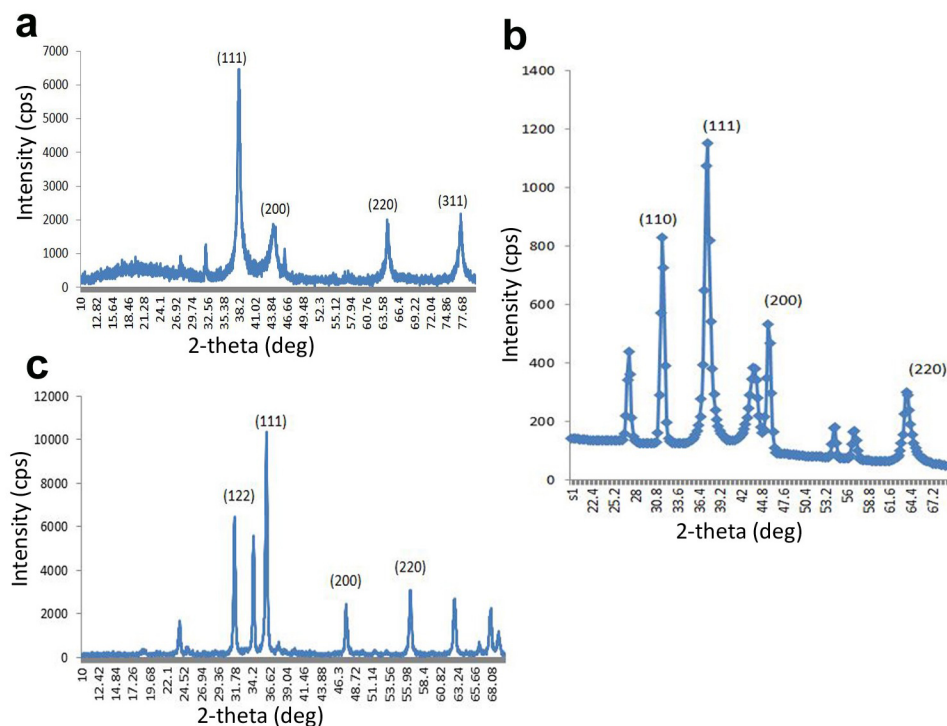 a
7000
6000
5000
4000
3000
2000
1000
0
Intensity (cps)
(111)
(200)
(220)
(311)
10 12.82 15.64 18.46 21.28 24.1 26.92 29.74 32.56 35.38 38.2 41.02 43.84 46.66 49.48 52.3 55.12 57.94 60.76 63.58 66.4 69.22 72.04 74.86 77.68
2-theta (deg)
b
1400
1200
1000
800
600
400
200
0
Intensity (cps)
(110)
(111)
(200)
(220)
s1 22.4 25.2 28 30.8 33.6 36.4 39.2 42 44.8 47.6 50.4 53.2 56 58.8 61.6 64.4 67.2
2-theta (deg)
c
12000
10000
8000
6000
4000
2000
0
Intensity (cps)
(122)
(111)
(200)
(220)
10 12.42 14.84 17.26 19.68 22.1 24.52 26.94 29.36 31.78 34.2 36.62 39.04 41.46 43.88 46.3 48.72 51.14 53.56 55.98 58.4 60.82 63.24 65.66 68.08
2-theta (deg)